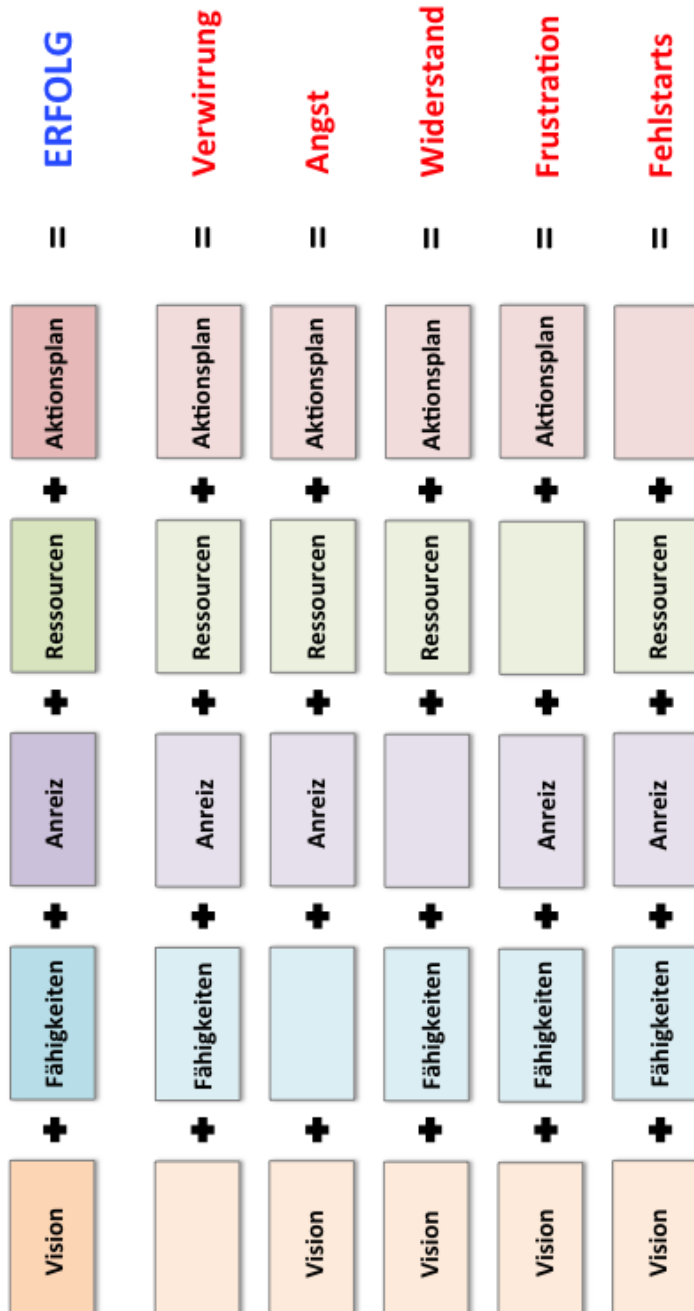 Vision + Fähigkeiten + Anreiz + Ressourcen + Aktionsplan = ERFOLG
+ Fähigkeiten + Anreiz + Ressourcen + Aktionsplan = Verwirrung
Vision + + Anreiz + Ressourcen + Aktionsplan = Angst
Vision + Fähigkeiten + + Ressourcen + Aktionsplan = Widerstand
Vision + Fähigkeiten + Anreiz + + Aktionsplan = Frustration
Vision + Fähigkeiten + Anreiz + Ressourcen + = Fehlstarts